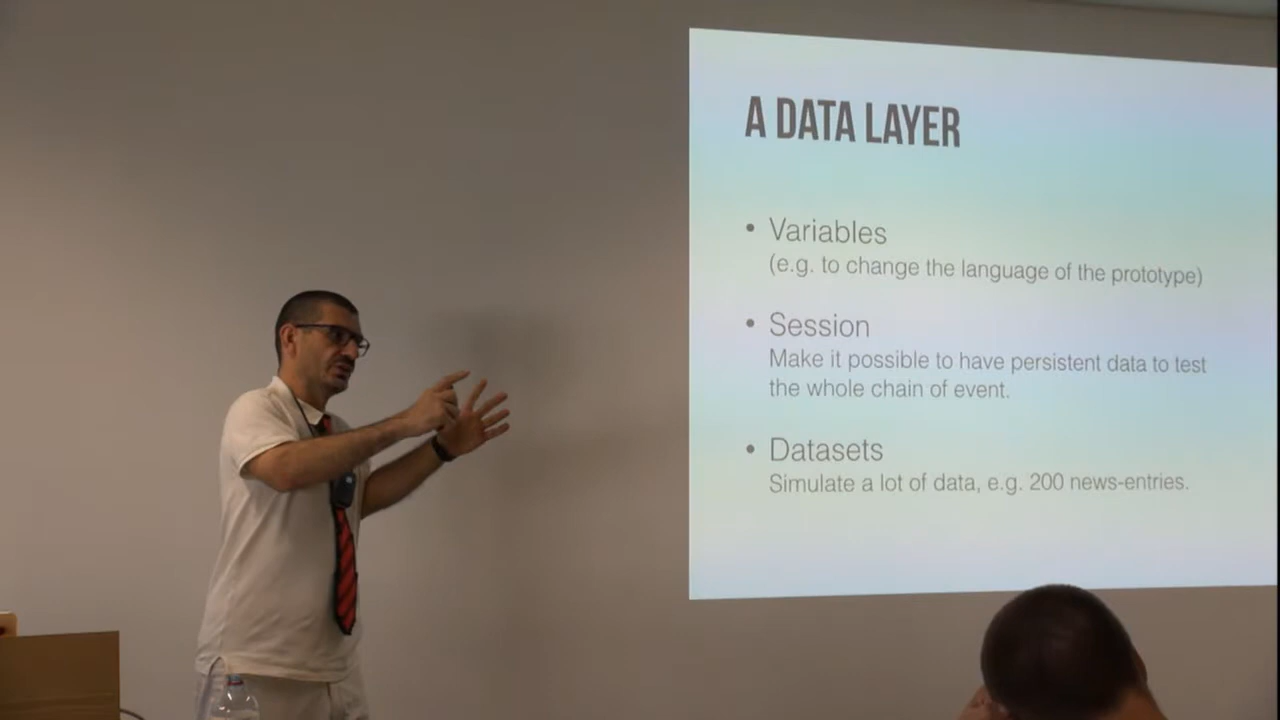 A DATA LAYER
• Variables
(e.g. to change the language of the prototype)
• Session
Make it possible to have persistent data to test
the whole chain of event.
• Datasets
Simulate a lot of data, e.g. 200 news-entries.